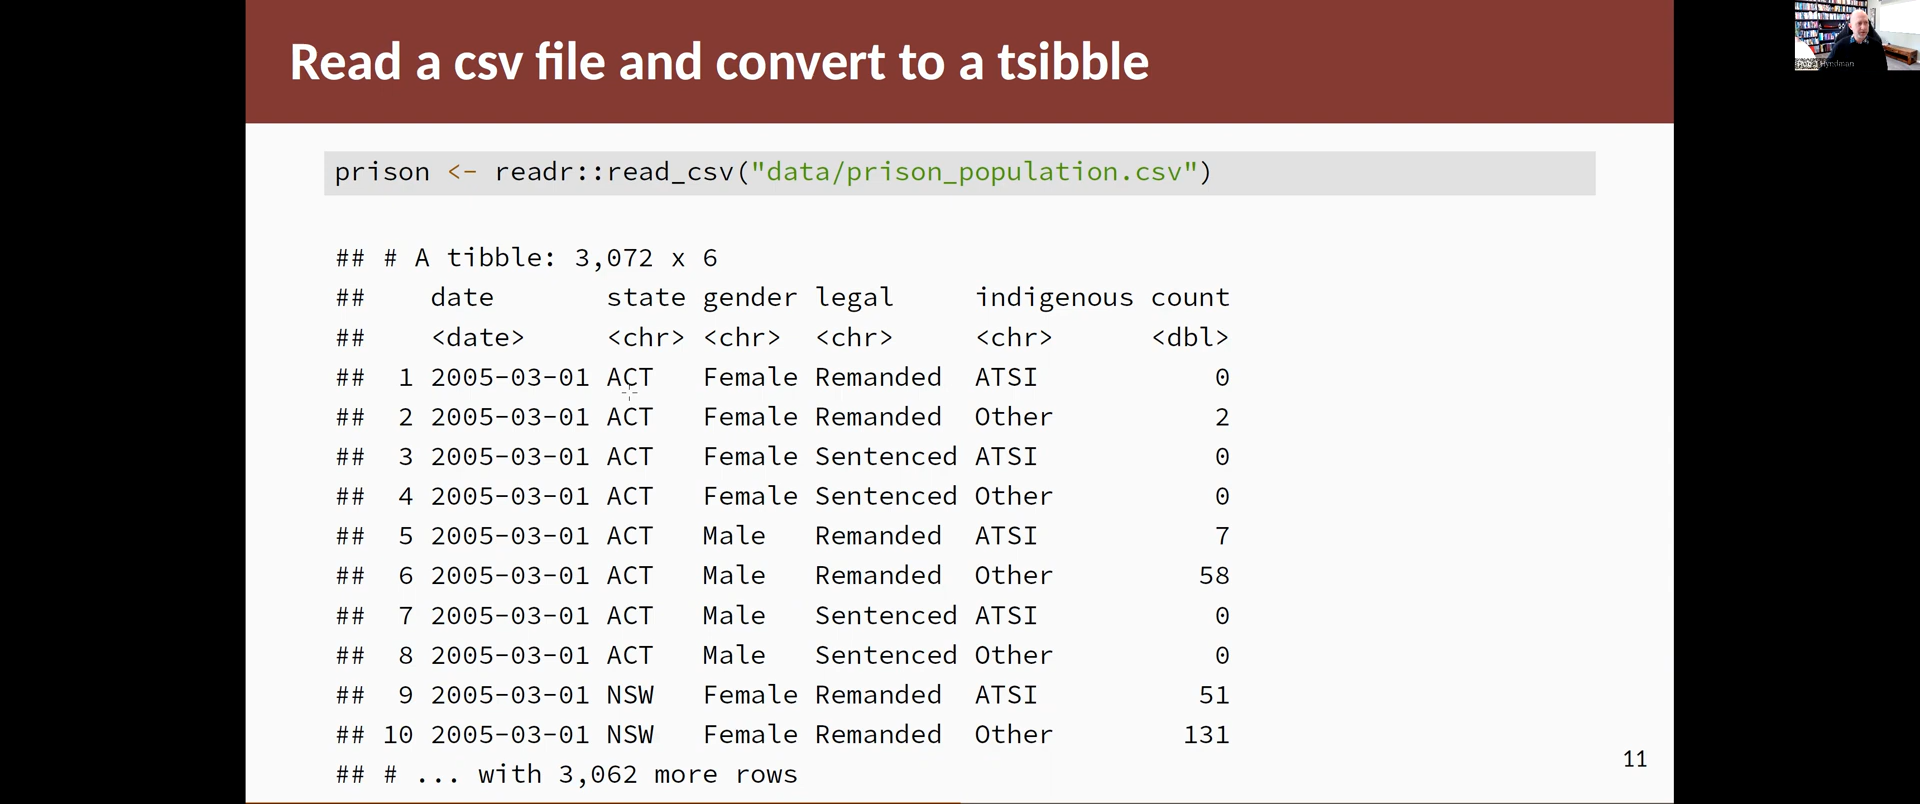 Read a csv file and convert to a tsibble
prison <- readr::read_csv("data/prison_population.csv")
## # A tibble: 3,072 x 6
##    date       state gender legal     indigenous count
##    <date>     <chr> <chr>  <chr>     <chr>      <dbl>
##  1 2005-03-01 ACT   Female Remanded  ATSI           0
##  2 2005-03-01 ACT   Female Remanded  Other          2
##  3 2005-03-01 ACT   Female Sentenced ATSI           0
##  4 2005-03-01 ACT   Female Sentenced Other          0
##  5 2005-03-01 ACT   Male   Remanded  ATSI           7
##  6 2005-03-01 ACT   Male   Remanded  Other         58
##  7 2005-03-01 ACT   Male   Sentenced ATSI           0
##  8 2005-03-01 ACT   Male   Sentenced Other          0
##  9 2005-03-01 NSW   Female Remanded  ATSI          51
## 10 2005-03-01 NSW   Female Remanded  Other        131
## # ... with 3,062 more rows
11
Hyndman